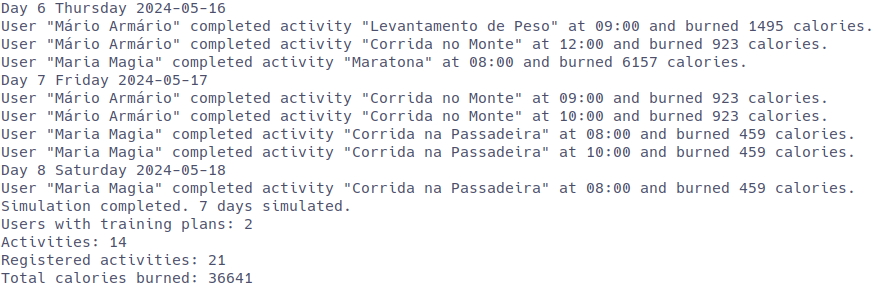 Day 6 Thursday 2024-05-16
User "Mário Armário" completed activity "Levantamento de Peso" at 09:00 and burned 1495 calories.
User "Mário Armário" completed activity "Corrida no Monte" at 12:00 and burned 923 calories.
User "Maria Magia" completed activity "Maratona" at 08:00 and burned 6157 calories.
Day 7 Friday 2024-05-17
User "Mário Armário" completed activity "Corrida no Monte" at 09:00 and burned 923 calories.
User "Mário Armário" completed activity "Corrida no Monte" at 10:00 and burned 923 calories.
User "Maria Magia" completed activity "Corrida na Passadeira" at 08:00 and burned 459 calories.
User "Maria Magia" completed activity "Corrida na Passadeira" at 10:00 and burned 459 calories.
Day 8 Saturday 2024-05-18
User "Maria Magia" completed activity "Corrida na Passadeira" at 08:00 and burned 459 calories.
Simulation completed. 7 days simulated.
Users with training plans: 2
Activities: 14
Registered activities: 21
Total calories burned: 36641